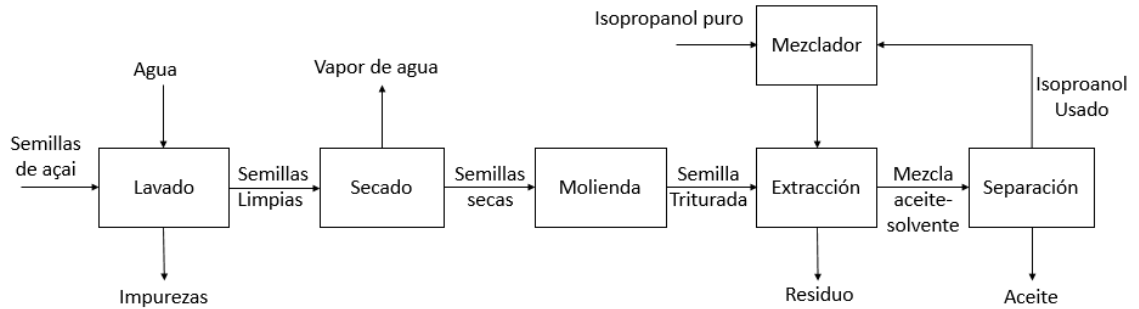 Isopropanol puro
Mezclador
Agua
Vapor de agua
Isoproanol
Usado
Semillas
de açai
Lavado
Semillas
Limpias
Secado
Semillas
secas
Molienda
Semilla
Triturada
Extracción
Mezcla
aceite-
solvente
Separación
Impurezas
Residuo
Aceite